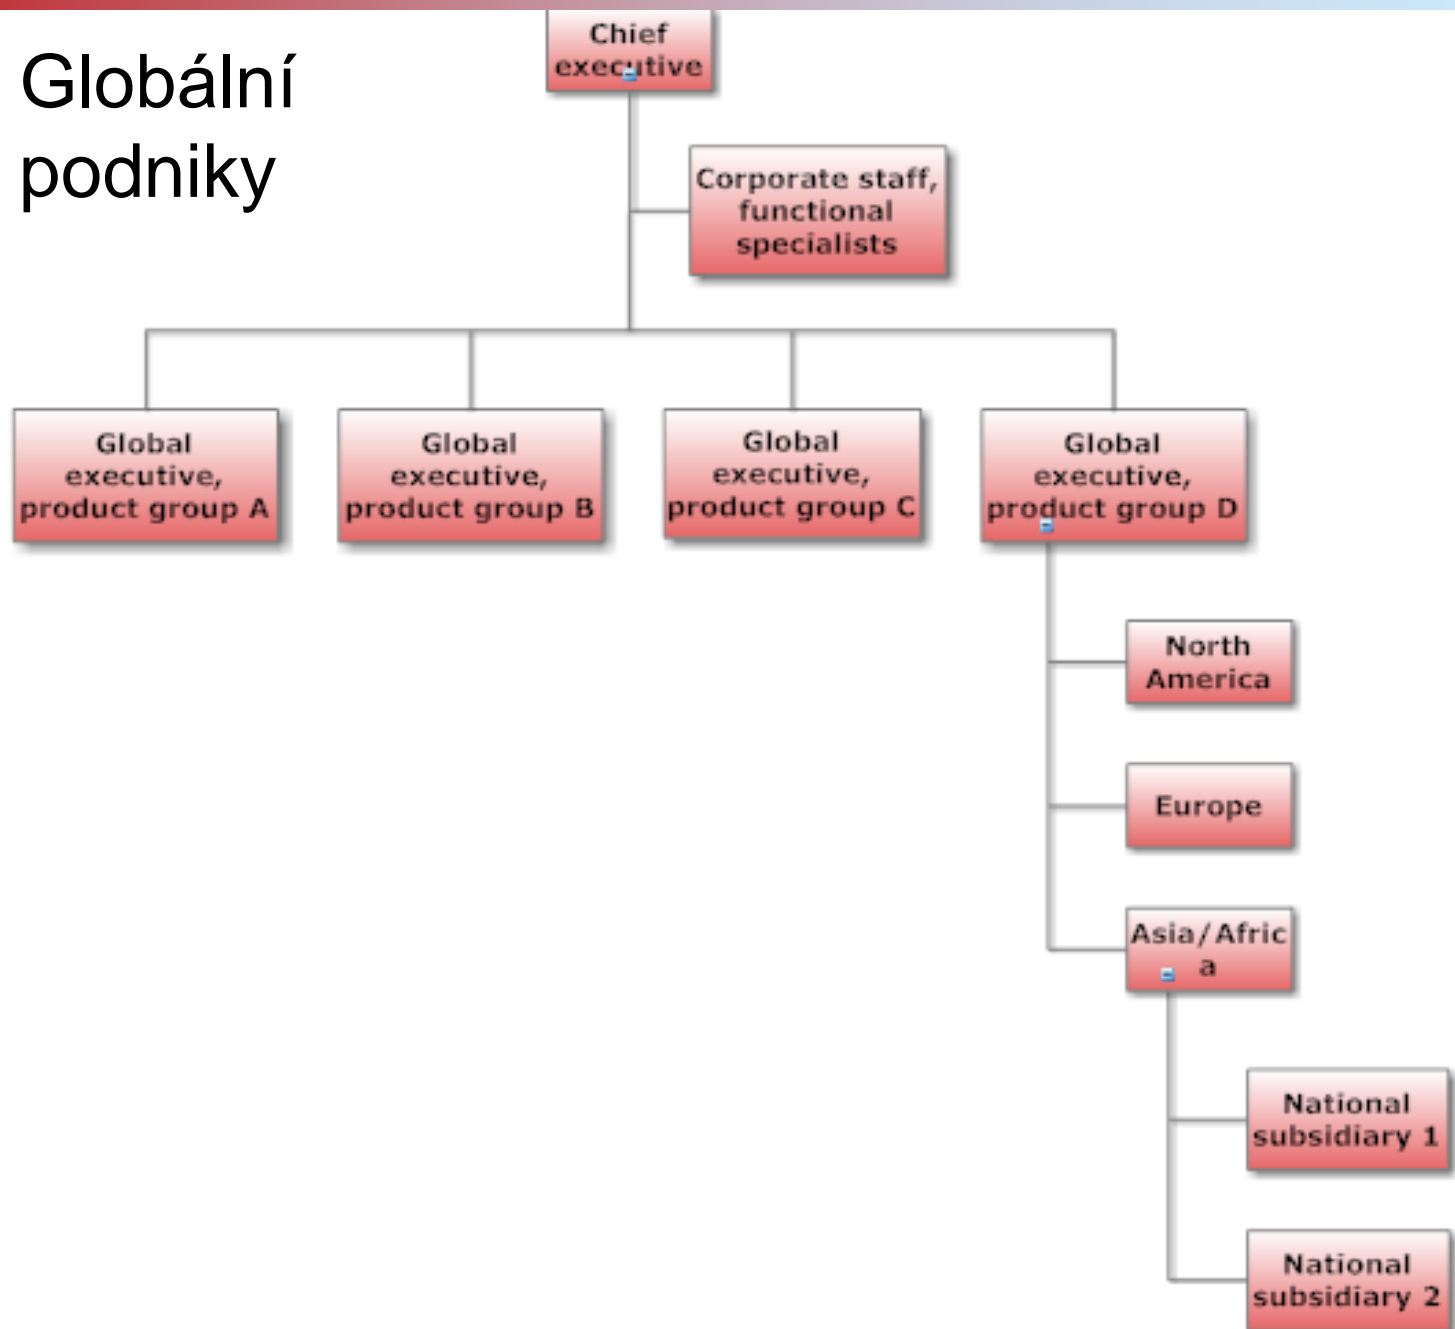 Globální
podniky
Chief
executive
Corporate staff,
functional
specialists
Global
executive,
product group A
Global
executive,
product group B
Global
executive,
product group C
Global
executive,
product group D
North
America
Europe
Asia/Afric
a
National
subsidiary 1
National
subsidiary 2